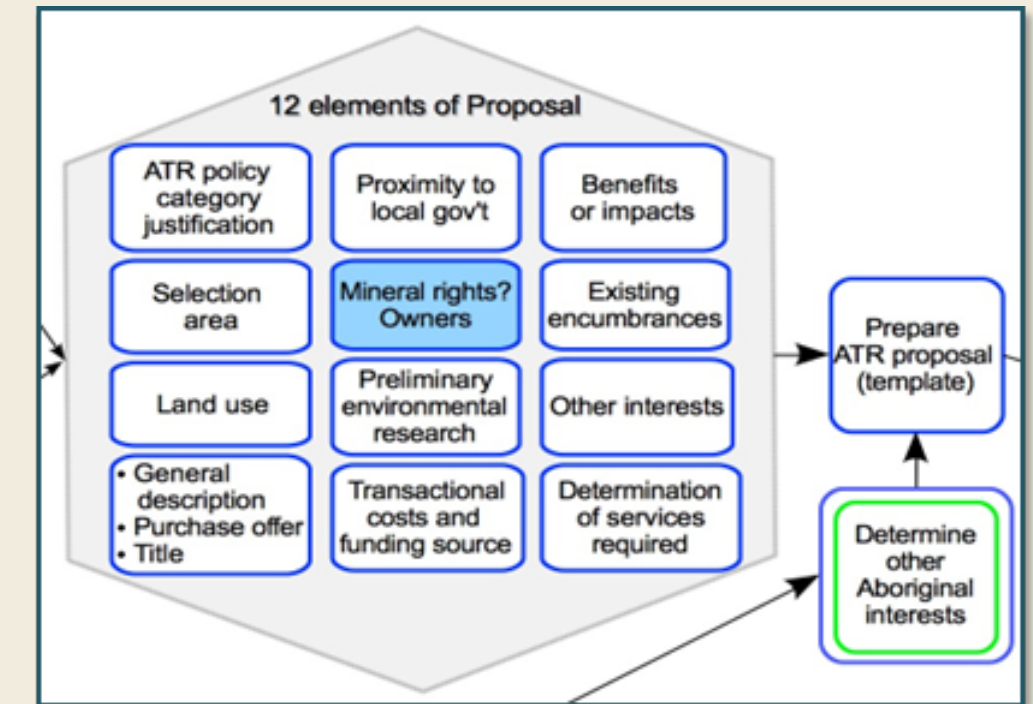 12 elements of Proposal
ATR policy
category
justification
Proximity to
local gov't
Benefits
or impacts
Selection
area
Mineral rights?
Owners
Existing
encumbrances
Land use
Preliminary
environmental
research
Other interests
• General
description
• Purchase offer
• Title
Transactional
costs and
funding source
Determination
of services
required
Prepare
ATR proposal
(template)
Determine
other
Aboriginal
interests